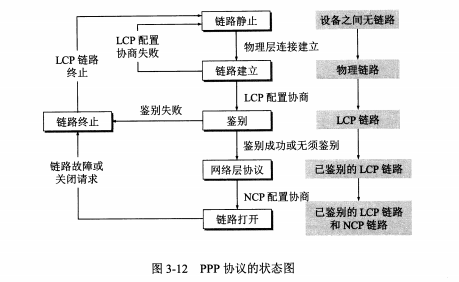 链路静止
设备之间无链路
LCP 配置
协商失败
物理层连接建立
LCP 链路
终止
链路建立
物理链路
LCP 配置协商
鉴别失败
链路终止
鉴别
LCP 链路
鉴别成功或无须鉴别
链路故障或
关闭请求
网络层协议
已鉴别的 LCP 链路
NCP 配置协商
链路打开
已鉴别的 LCP 链路
和 NCP 链路
图 3-12 PPP 协议的状态图